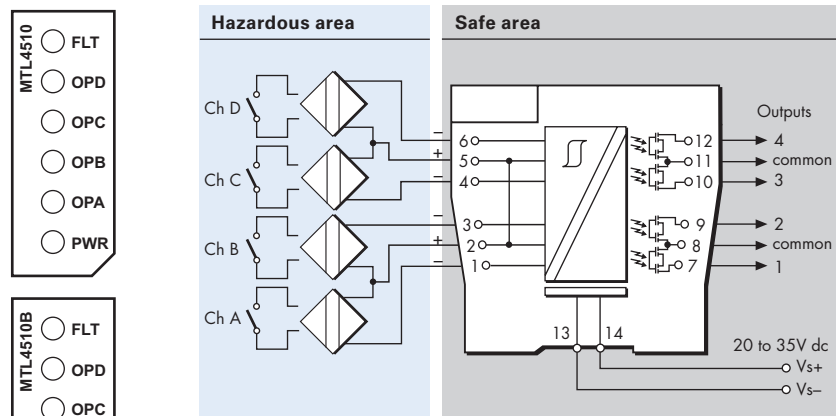 MTL4510
FLT
OPD
OPC
OPB
OPA
PWR
MTL4510B
FLT
OPD
OPC
Hazardous area
Safe area
Ch D
Ch C
Ch B
Ch A
–
+
–
–
+
–
6
5
4
3
2
1
Outputs
12
4
11
common
10
3
9
2
8
common
7
1
13
14
20 to 35V dc
Vs+
Vs–